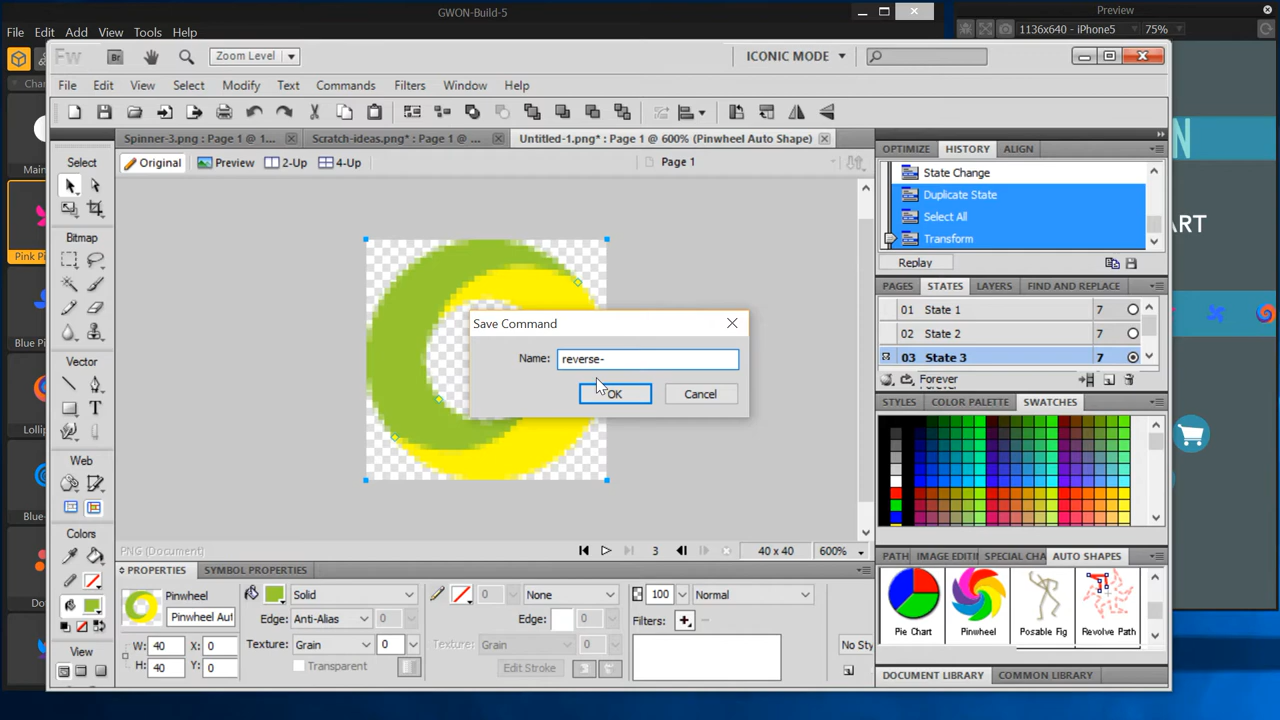 GWON-Build-5
Preview
File Edit Add View Tools Help
1136x640 - iPhone5 75%
Fw Br Zoom Level ICONIC MODE
File Edit View Select Modify Text Commands Filters Window Help
Spinner-3.png : Page 1 @ 1... Scratch-ideas.png* : Page 1 @ ... Untitled-1.png* : Page 1 @ 600% (Pinwheel Auto Shape)
Original Preview 2-Up 4-Up Page 1
OPTIMIZE HISTORY ALIGN
State Change
Duplicate State
Select All
Transform
Replay
PAGES STATES LAYERS FIND AND REPLACE
01 State 1 7
02 State 2 7
03 State 3 7
Forever
STYLES COLOR PALETTE SWATCHES
Select
Bitmap
Vector
T
Web
Colors
View
Main
Pink Pi
Blue Pi
Lollip
Blue-
Do
N
ART
Save Command
Name: reverse-
OK Cancel
PNG (Document) 3 40 x 40 600%
PROPERTIES SYMBOL PROPERTIES
Pinwheel
Pinwheel Aut
W: 40 X: 0
H: 40 Y: 0
Solid
Edge: Anti-Alias 0
Texture: Grain 0
Transparent
0 None
Edge: 0
Texture: Grain 0
Edit Stroke
100 Normal
Filters:
No Sty
PATH IMAGE EDITI SPECIAL CHA AUTO SHAPES
Pie Chart Pinwheel Posable Fig Revolve Path
DOCUMENT LIBRARY COMMON LIBRARY